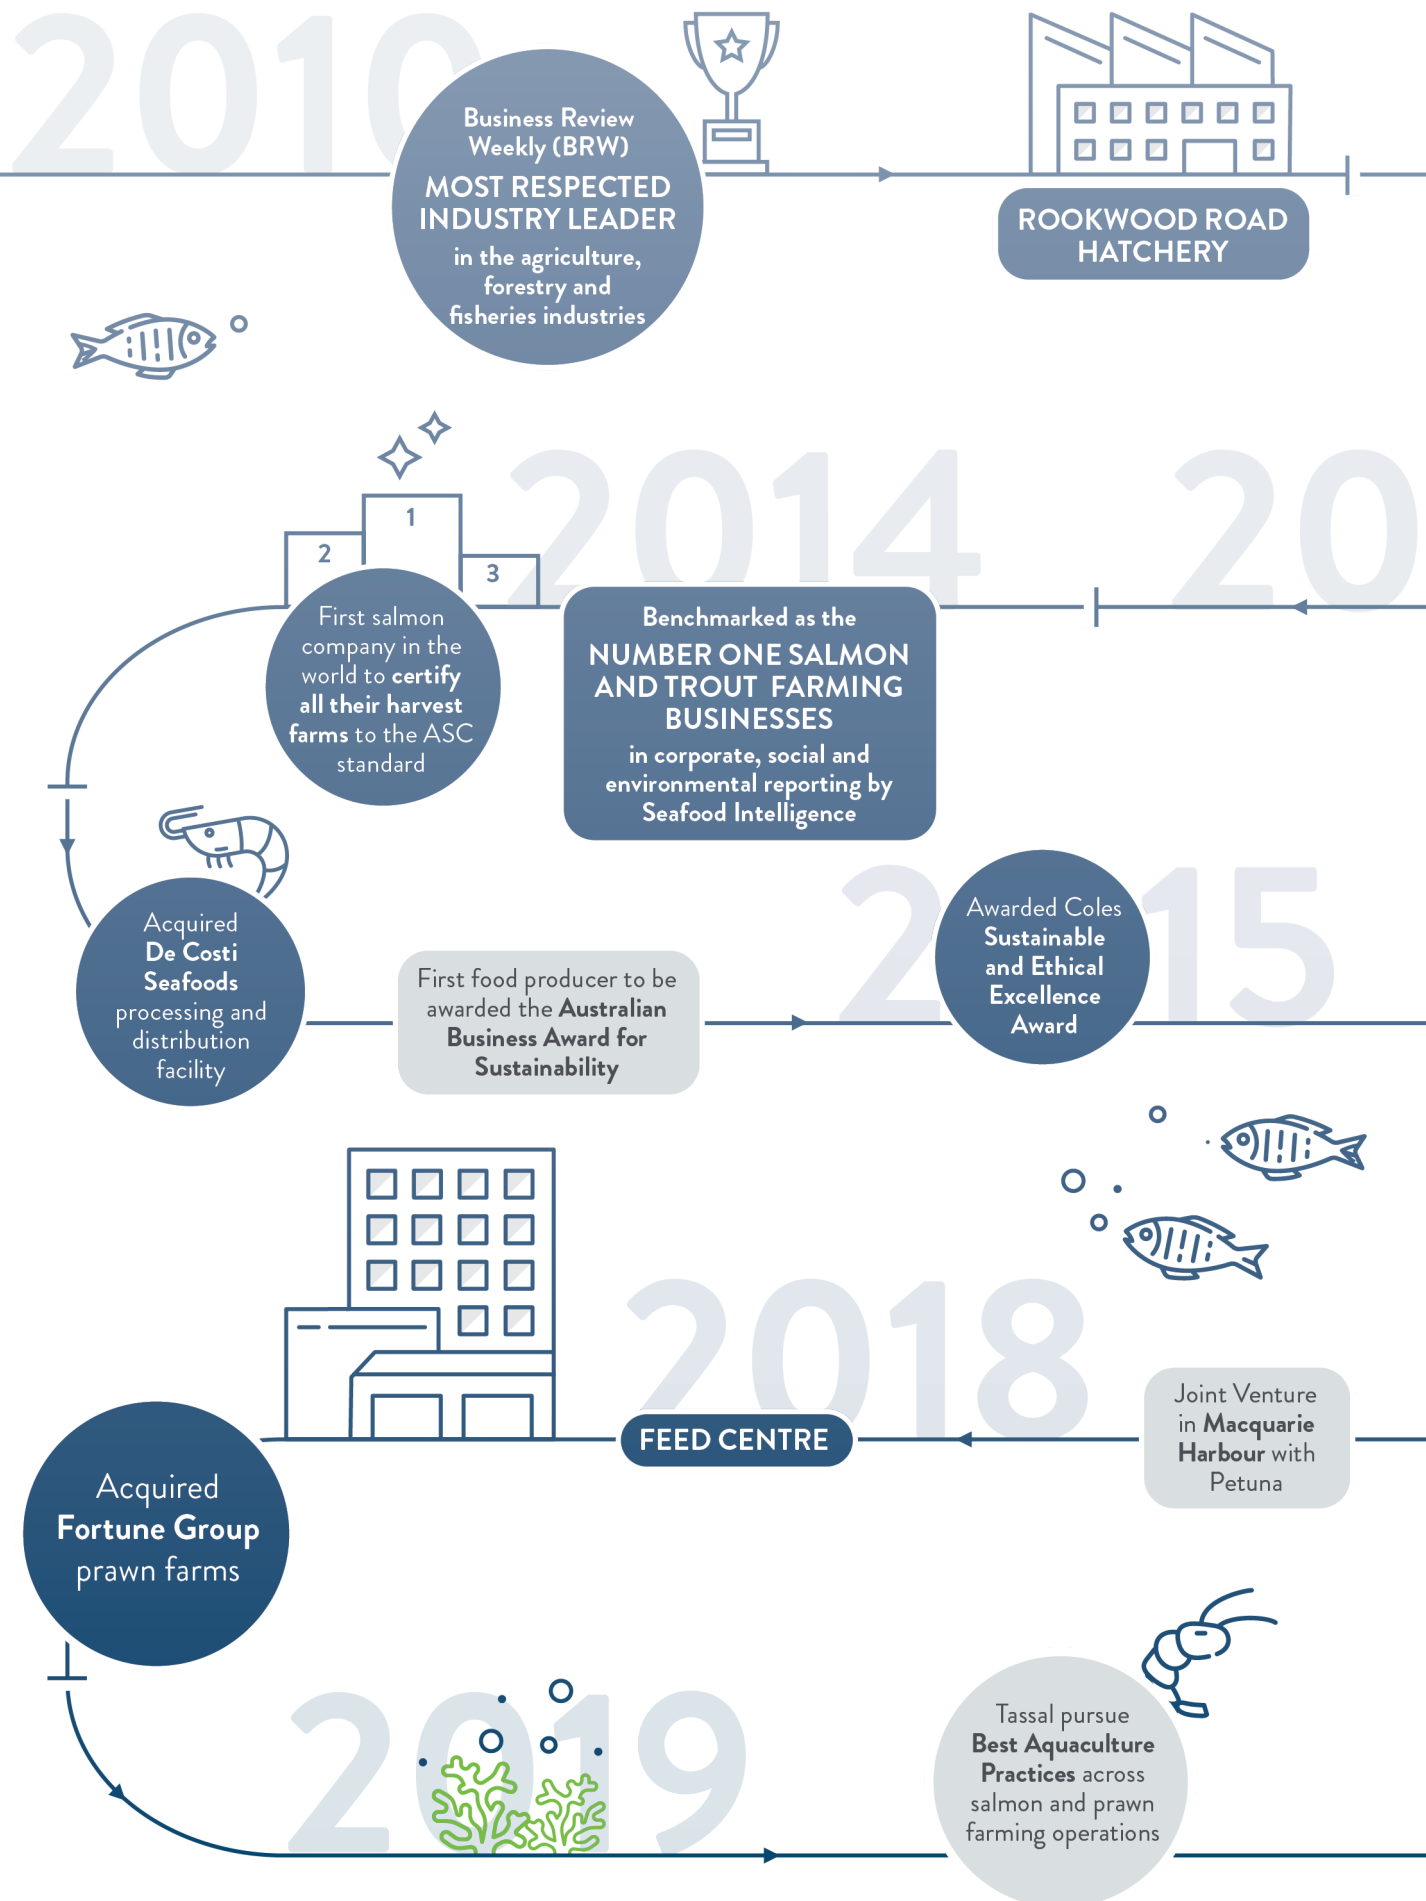 2010
Business Review
Weekly (BRW)
MOST RESPECTED
INDUSTRY LEADER
in the agriculture,
forestry and
fisheries industries
ROOKWOOD ROAD
HATCHERY
20
2014
1
2
3
Benchmarked as the
NUMBER ONE SALMON
AND TROUT FARMING
BUSINESSES
in corporate, social and
environmental reporting by
Seafood Intelligence
First salmon
company in the
world to certify
all their harvest
farms to the ASC
standard
Acquired
De Costi
Seafoods
processing and
distribution
facility
First food producer to be
awarded the Australian
Business Award for
Sustainability
2015
Awarded Coles
Sustainable
and Ethical
Excellence
Award
Joint Venture
in Macquarie
Harbour with
Petuna
2018
FEED CENTRE
Acquired
Fortune Group
prawn farms
2019
Tassal pursue
Best Aquaculture
Practices across
salmon and prawn
farming operations